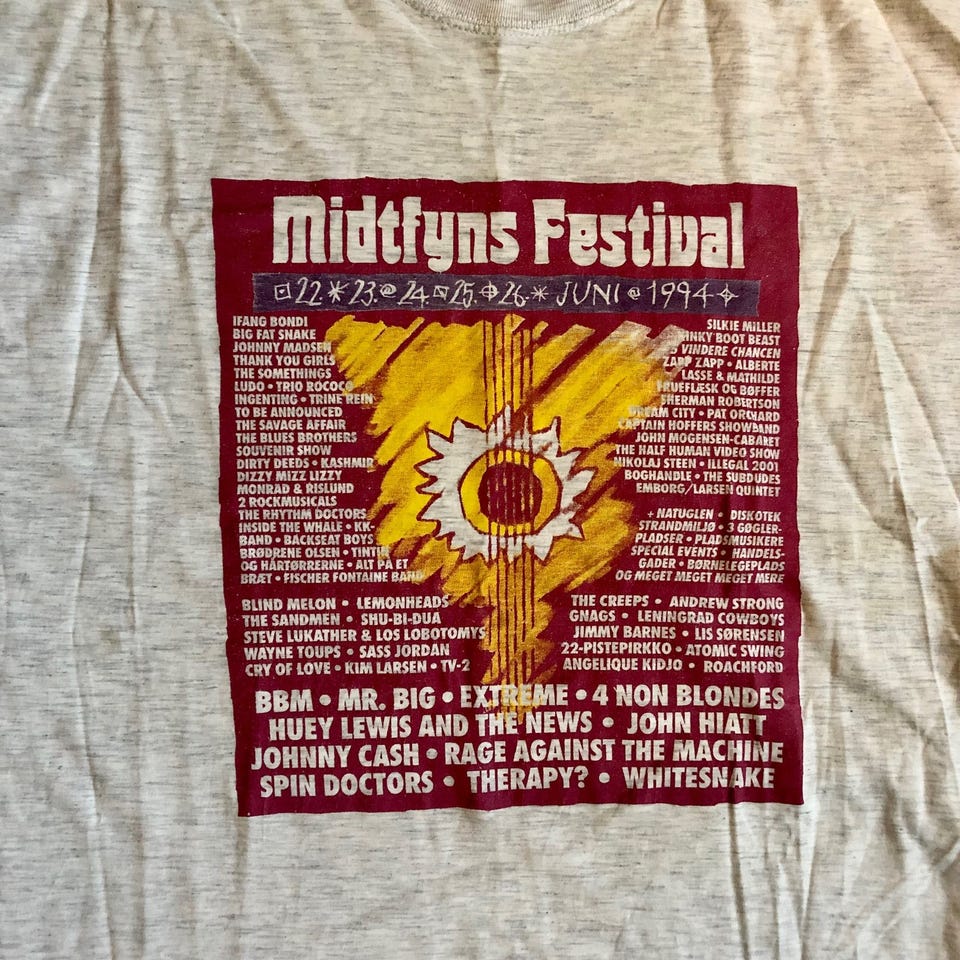 Midtfyns Festival
22. * 23. @ 24. 25. 26. * JUNI @ 1994
IFANG BONDI
BIG FAT SNAKE
JOHNNY MADSEN
THANK YOU GIRLS
THE SOMETHINGS
LUDO • TRIO ROCOCO
INGENTING • TRINE REIN
TO BE ANNOUNCED
THE SAVAGE AFFAIR
THE BLUES BROTHERS
SOUVENIR SHOW
DIRTY DEEDS • KASHMIR
DIZZY MIZZ LIZZY
MONRAD & RISLUND
2 ROCKMUSICALS
THE RHYTHM DOCTORS
INSIDE THE WHALE • KK-
BAND • BACKSEAT BOYS
BRØDRENE OLSEN • TINTIN
OG HÅRTØRRERNE • ALT PÅ ET
BRÆT • FISCHER FONTAINE BAND
SILKIE MILLER
KINKY BOOT BEAST
VINDERE CHANCEN
ZAPP ZAPP • ALBERTE
LASSE & MATHILDE
TRUEFLÆSK OG BØFFER
SHERMAN ROBERTSON
DREAM CITY • PAT ORCHARD
CAPTAIN HOFFERS SHOWBAND
JOHN MOGENSEN-CABARET
THE HALF HUMAN VIDEO SHOW
NIKOLAJ STEEN • ILLEGAL 2001
BOGHANDLE • THE SUBDUDES
EMBORG/LARSEN QUINTET
+ NATUGLEN • DISKOTEK
STRANDMILJØ • 3 GØGLER-
PLADSER • PLADSMUSIKERE
SPECIAL EVENTS • HANDELS-
GADER • BØRNELEGEPLADS
OG MEGET MEGET MEGET MERE
BLIND MELON • LEMONHEADS
THE SANDMEN • SHU-BI-DUA
STEVE LUKATHER & LOS LOBOTOMYS
WAYNE TOUPS • SASS JORDAN
CRY OF LOVE • KIM LARSEN • TV-2
THE CREEPS • ANDREW STRONG
GNAGS • LENINGRAD COWBOYS
JIMMY BARNES • LIS SØRENSEN
22-PISTEPIRKKO • ATOMIC SWING
ANGELIQUE KIDJO • ROACHFORD
BBM • MR. BIG • EXTREME • 4 NON BLONDES
HUEY LEWIS AND THE NEWS • JOHN HIATT
JOHNNY CASH • RAGE AGAINST THE MACHINE
SPIN DOCTORS • THERAPY? • WHITESNAKE